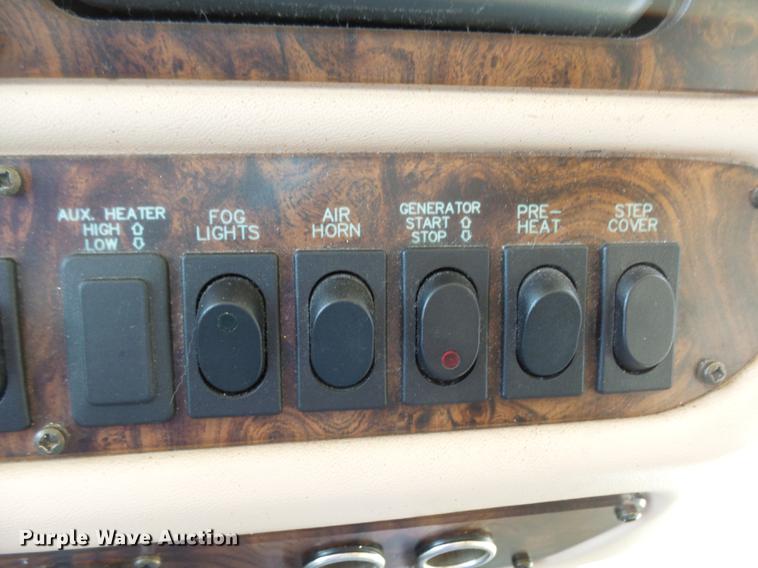 AUX. HEATER
HIGH ⇧
LOW ⇩
FOG
LIGHTS
AIR
HORN
GENERATOR
START ⇧
STOP ⇩
PRE-
HEAT
STEP
COVER
Purple Wave Auction